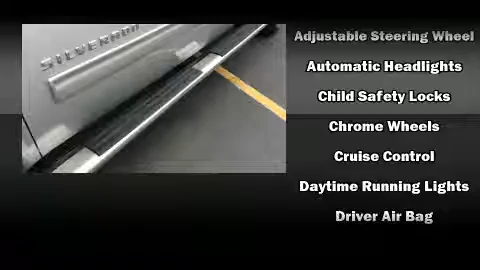 SILVERADO
Adjustable Steering Wheel
Automatic Headlights
Child Safety Locks
Chrome Wheels
Cruise Control
Daytime Running Lights
Driver Air Bag